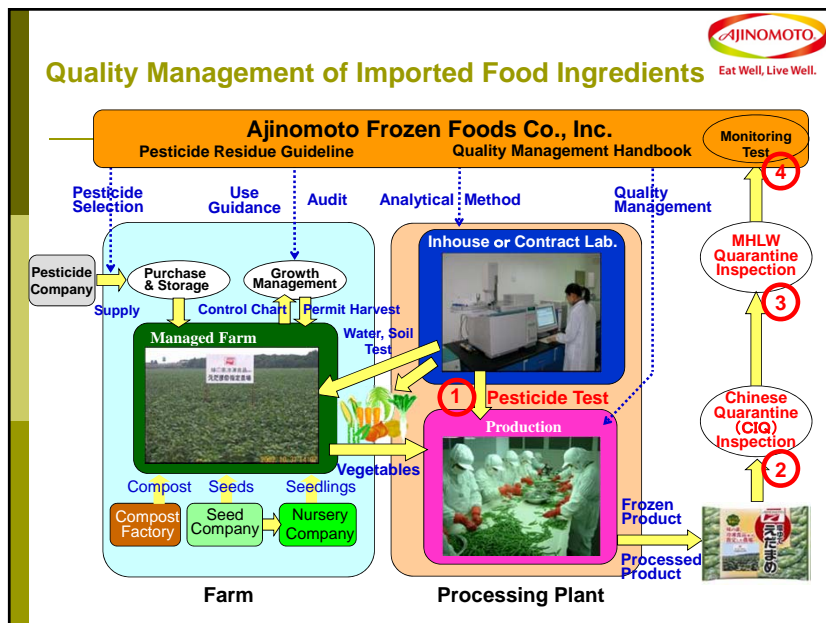 AJINOMOTO®
Eat Well, Live Well.
Quality Management of Imported Food Ingredients
Ajinomoto Frozen Foods Co., Inc.
Pesticide Residue Guideline
Quality Management Handbook
Monitoring
Test
4
Pesticide
Selection
Use
Guidance
Audit
Analytical
Method
Quality
Management
Inhouse or Contract Lab.
MHLW
Quarantine
Inspection
3
Pesticide
Company
Purchase
& Storage
Growth
Management
Supply
Control Chart
Permit Harvest
Water, Soil
Test
Managed Farm
1
Pesticide Test
Production
Chinese
Quarantine
(CIQ)
Inspection
2
Vegetables
Compost
Seeds
Seedlings
Compost
Factory
Seed
Company
Nursery
Company
Frozen
Product
Processed
Product
Farm
Processing Plant